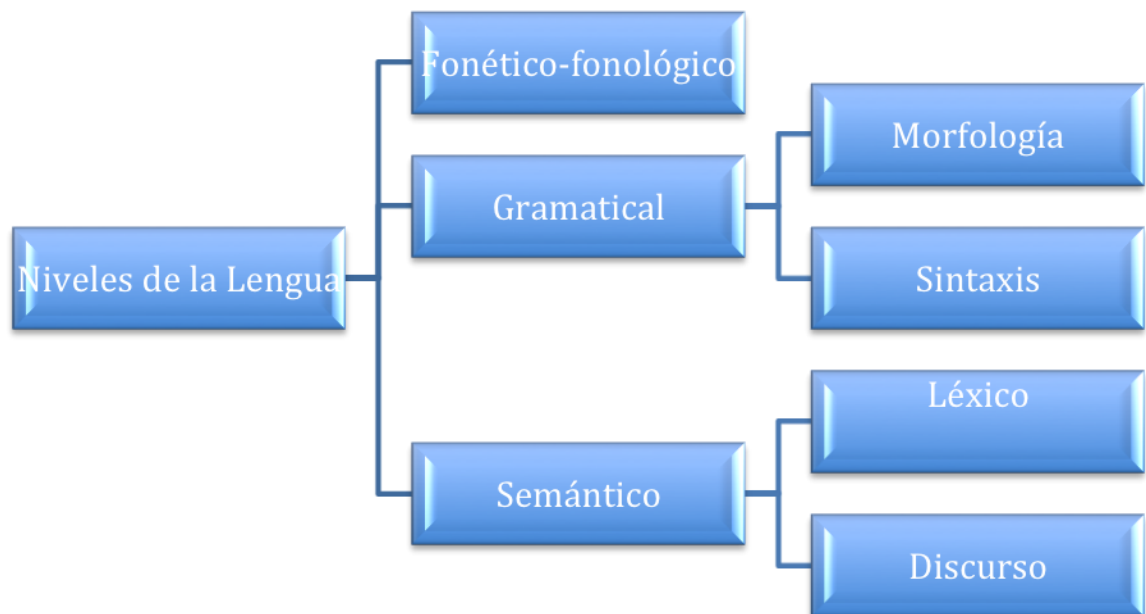 Fonético-fonológico
Morfología
Gramatical
Niveles de la Lengua
Sintaxis
Léxico
Semántico
Discurso